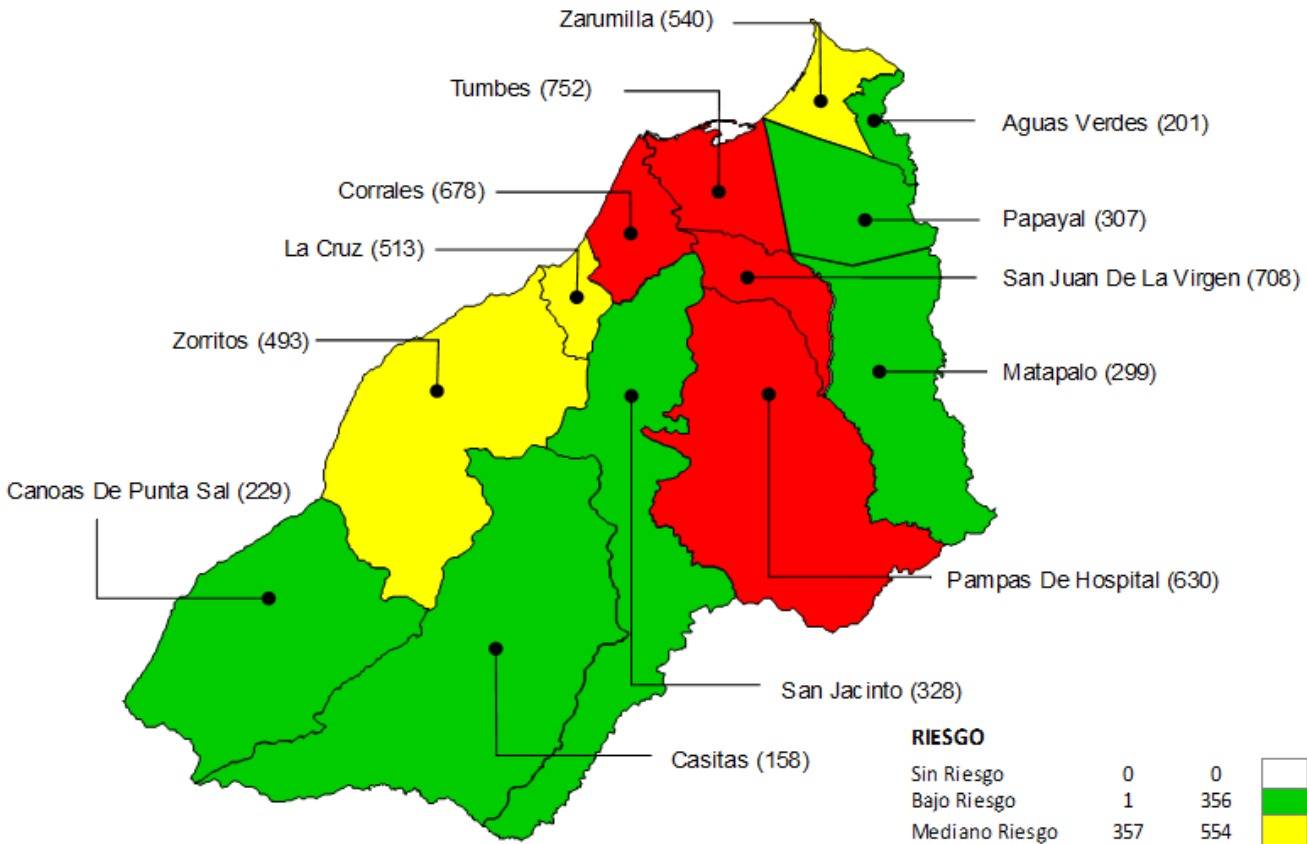 Zarumilla (540)
Tumbes (752)
Aguas Verdes (201)
Corrales (678)
Papayal (307)
La Cruz (513)
San Juan De La Virgen (708)
Zorritos (493)
Matapalo (299)
Canoas De Punta Sal (229)
Pampas De Hospital (630)
San Jacinto (328)
Casitas (158)
RIESGO
Sin Riesgo 0 0
Bajo Riesgo 1 356
Mediano Riesgo 357 554